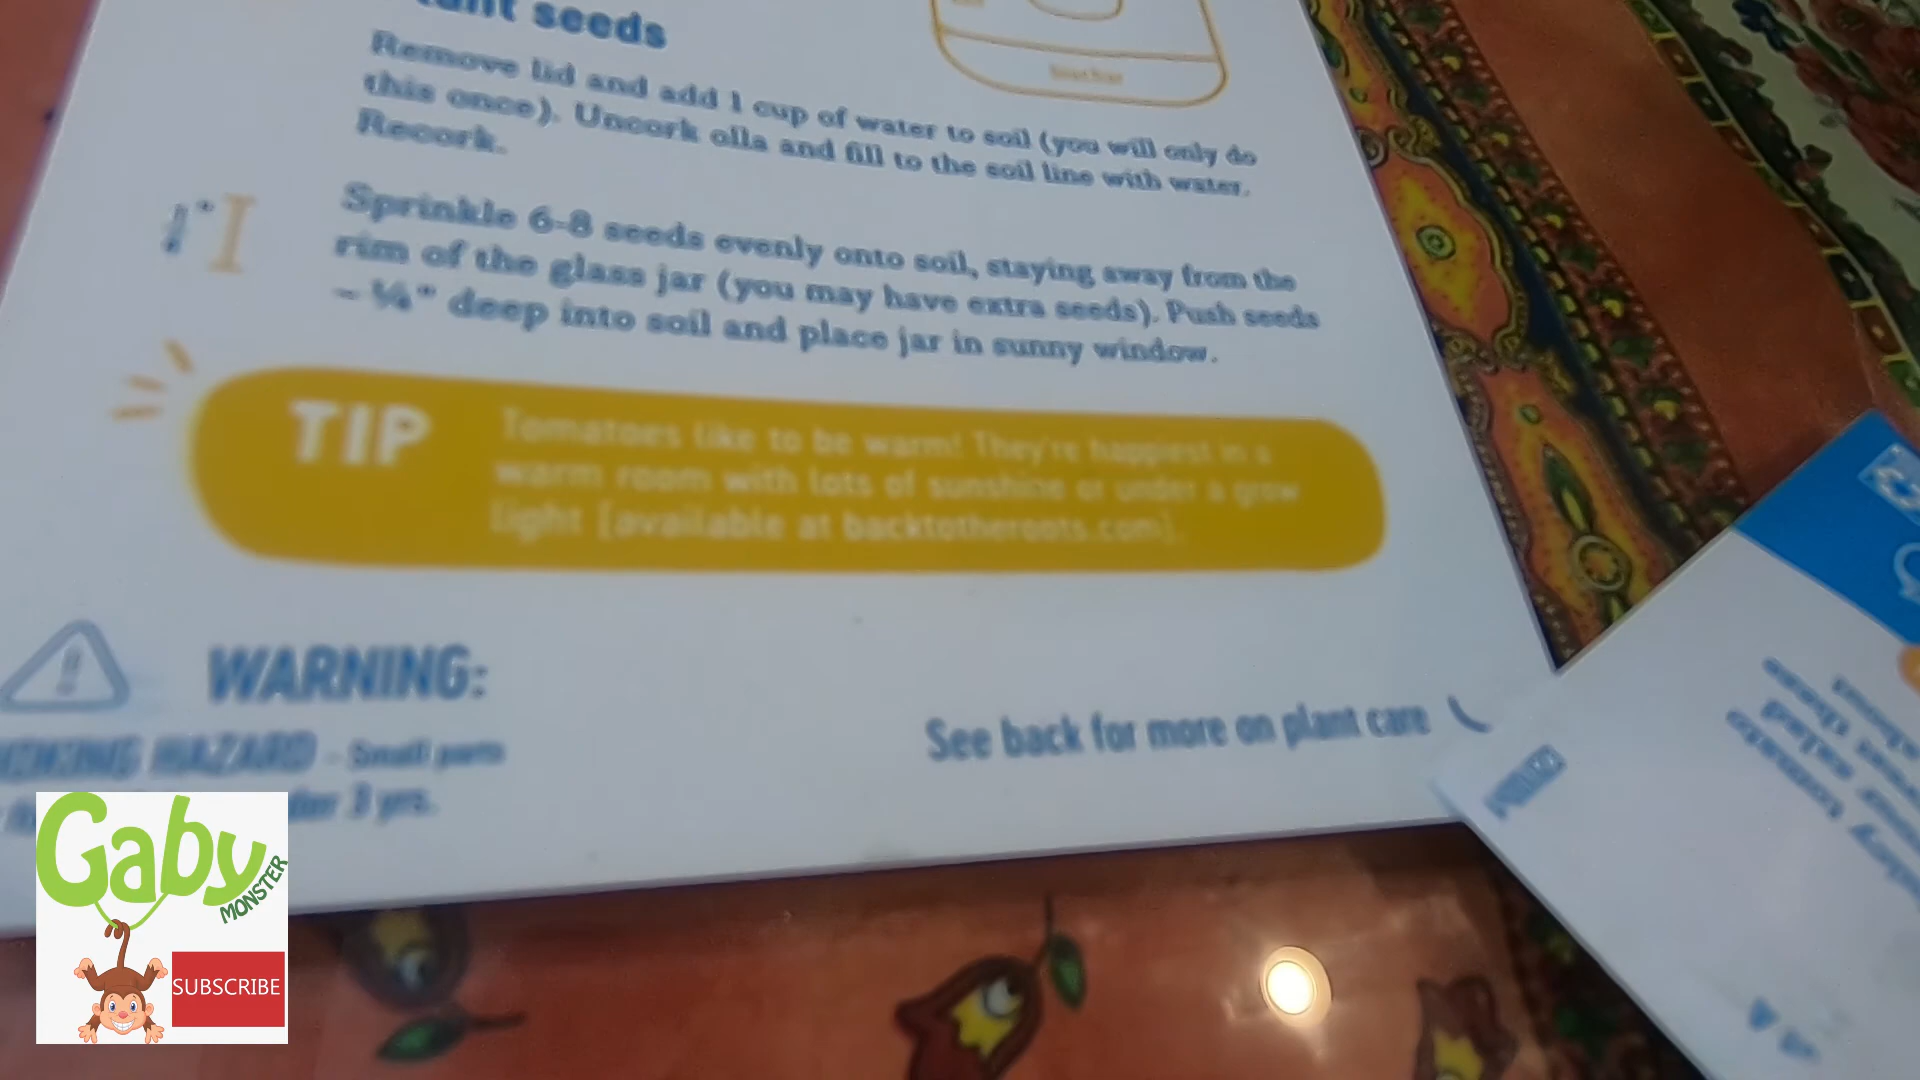 seeds
Remove lid and add 1 cup of water to soil (you will only do
this once). Uncork olla and fill to the soil line with water.
Recork.
Sprinkle 6-8 seeds evenly onto soil, staying away from the
rim of the glass jar (you may have extra seeds). Push seeds
~ ¼" deep into soil and place jar in sunny window.
TIP
Tomatoes like to be warm! They're happiest in a
warm room with lots of sunshine or under a grow
light [available at backtotheroots.com].
WARNING:
HAZARD - Small parts
3 yrs.
See back for more on plant care
Gaby
MONSTER
SUBSCRIBE